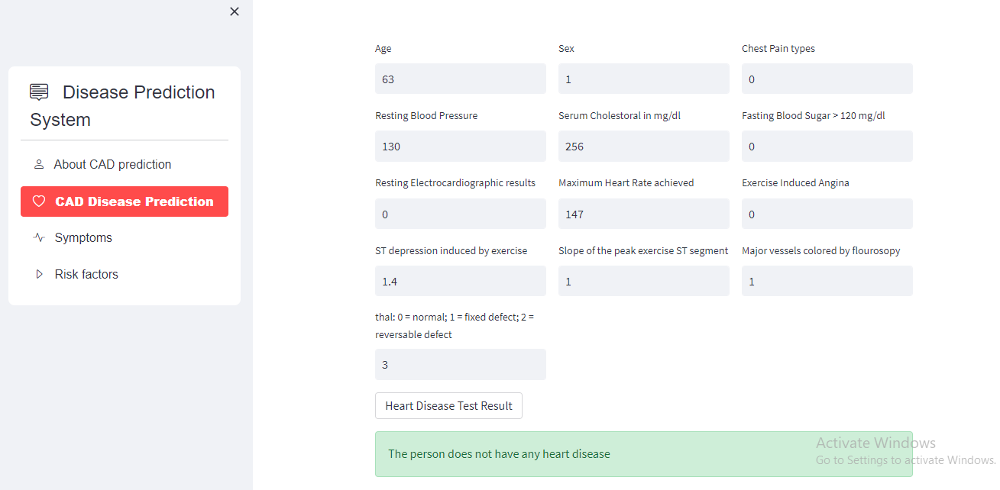 Disease Prediction
System
About CAD prediction
CAD Disease Prediction
Symptoms
Risk factors
Age
Sex
Chest Pain types
63
1
0
Resting Blood Pressure
Serum Cholestoral in mg/dl
Fasting Blood Sugar > 120 mg/dl
130
256
0
Resting Electrocardiographic results
Maximum Heart Rate achieved
Exercise Induced Angina
0
147
0
ST depression induced by exercise
Slope of the peak exercise ST segment
Major vessels colored by flourosopy
1.4
1
1
thal: 0 = normal; 1 = fixed defect; 2 =
reversable defect
3
Heart Disease Test Result
The person does not have any heart disease
Activate Windows
Go to Settings to activate Windows.